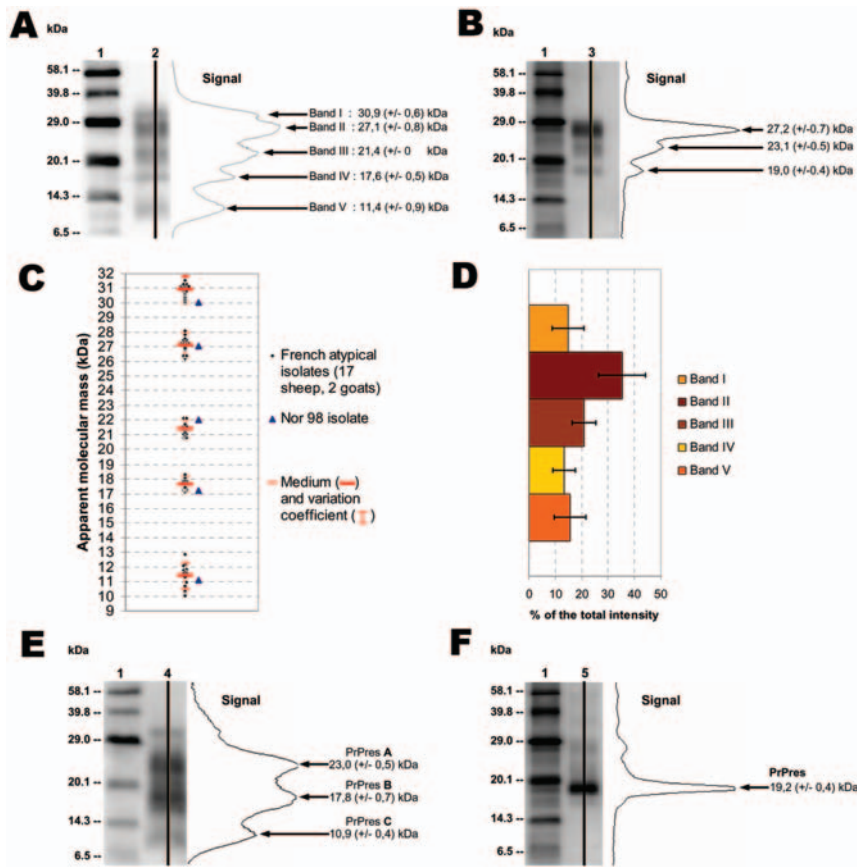 A
kDa
1
2
58.1 --
39.8 --
29.0 --
20.1 --
14.3 --
6.5 --
Signal
Band I : 30,9 (+/- 0,6) kDa
Band II : 27,1 (+/- 0,8) kDa
Band III : 21,4 (+/- 0 kDa
Band IV : 17,6 (+/- 0,5) kDa
Band V : 11,4 (+/- 0,9) kDa
B
kDa
1
3
58.1 --
39.8 --
29.0 --
20.1 --
14.3 --
6.5 --
Signal
27,2 (+/-0.7) kDa
23,1 (+/-0.5) kDa
19,0 (+/-0.4) kDa
C
Apparent molecular mass (kDa)
32
31
30
29
28
27
26
25
24
23
22
21
20
19
18
17
16
15
14
13
12
11
10
9
French atypical
isolates (17
sheep, 2 goats)
Nor 98 isolate
Medium ( )
and variation
coefficient ( )
D
0 10 20 30 40 50
% of the total intensity
Band I
Band II
Band III
Band IV
Band V
E
kDa
1
4
58.1 --
39.8 --
29.0 --
20.1 --
14.3 --
6.5 --
Signal
PrPres A
23,0 (+/- 0,5) kDa
PrPres B
17,8 (+/- 0,7) kDa
PrPres C
10,9 (+/- 0,4) kDa
F
kDa
1
5
58.1 --
39.8 --
29.0 --
20.1 --
14.3 --
6.5 --
Signal
PrPres
19,2 (+/- 0,4) kDa